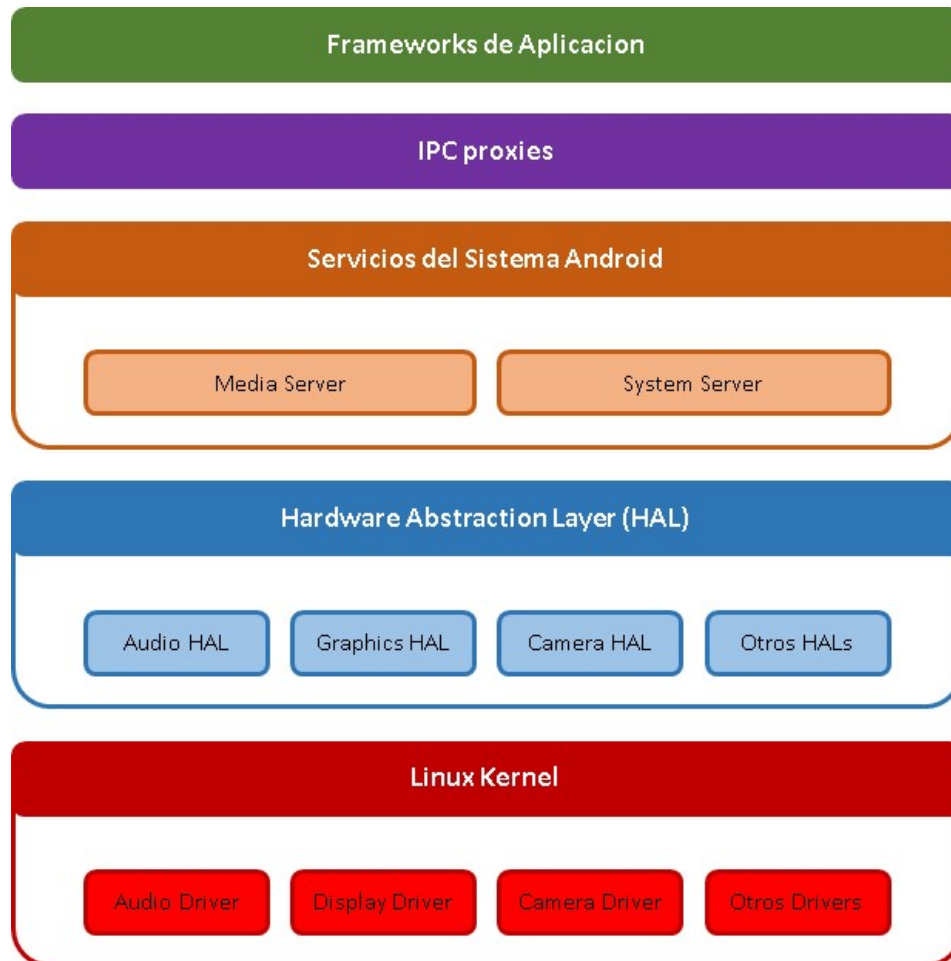 Frameworks de Aplicacion
IPC proxies
Servicios del Sistema Android
Media Server
System Server
Hardware Abstraction Layer (HAL)
Audio HAL
Graphics HAL
Camera HAL
Otros HALs
Linux Kernel
Audio Driver
Display Driver
Camera Driver
Otros Drivers